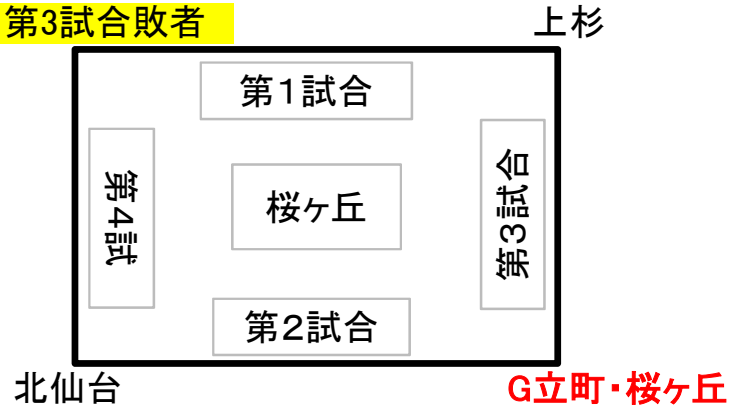 第3試合敗者
上杉
第１試合
第４試
桜ヶ丘
第３試合
第２試合
北仙台
G立町・桜ヶ丘